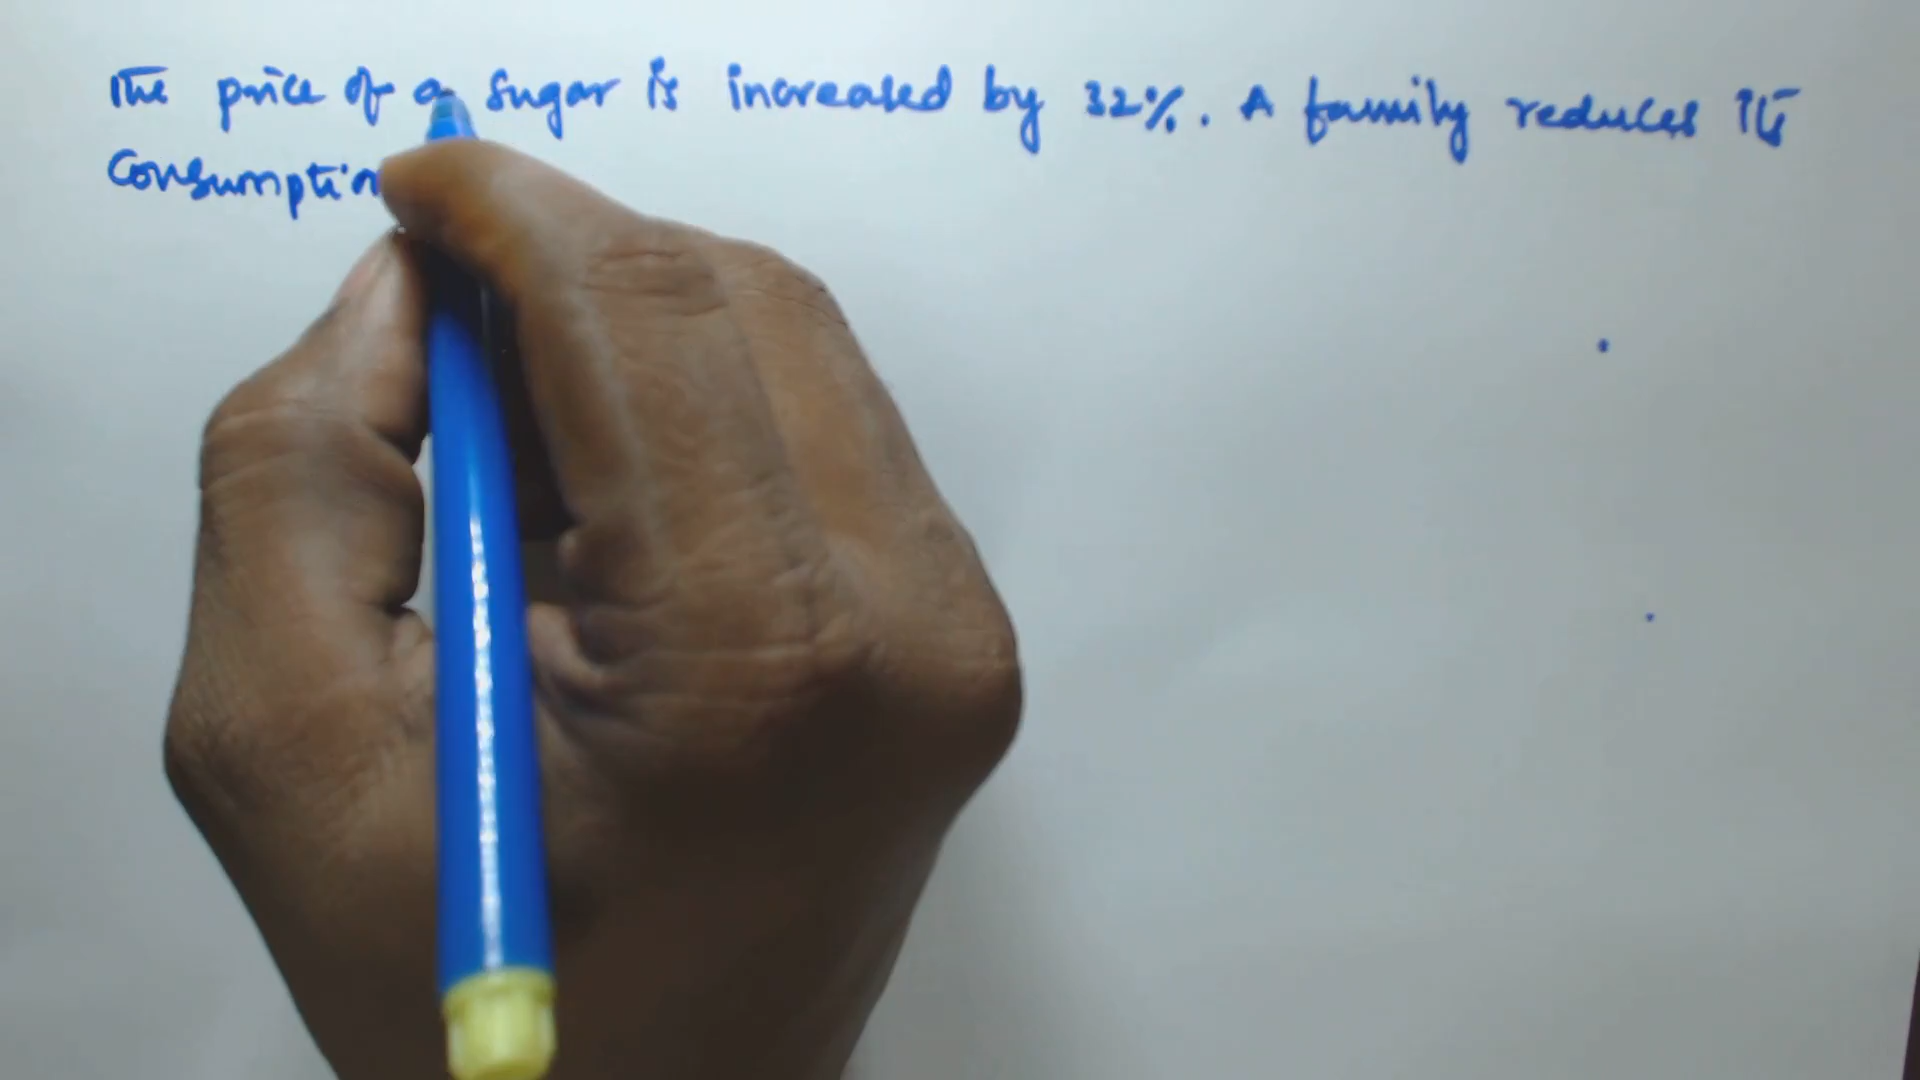 The price of a sugar is increased by 32%. A family reduces its
Consumption